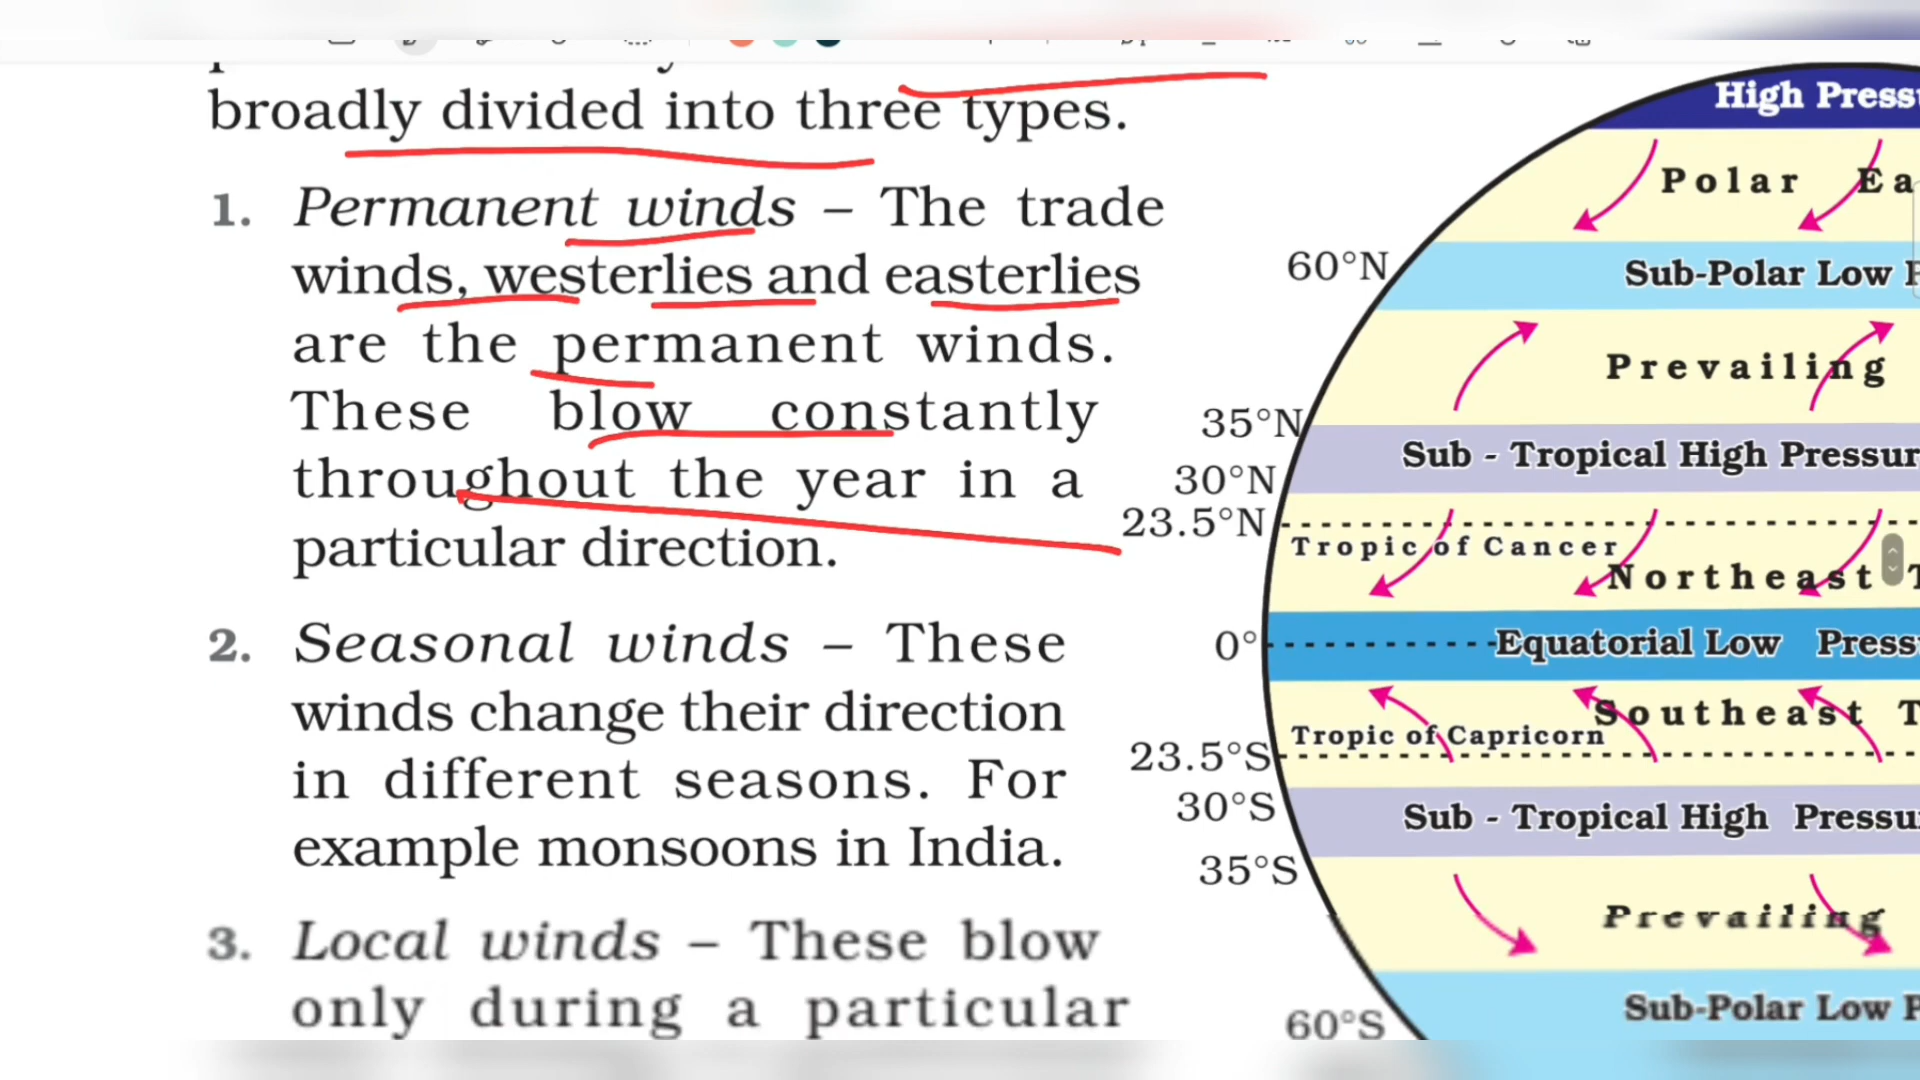 broadly divided into three types.
1. Permanent winds – The trade
winds, westerlies and easterlies
are the permanent winds.
These blow constantly
throughout the year in a
particular direction.
2. Seasonal winds – These
winds change their direction
in different seasons. For
example monsoons in India.
3. Local winds – These blow
only during a particular
High Press
Polar Ea
60°N
Sub-Polar Low P
Prevailing
35°N
Sub - Tropical High Pressur
30°N
23.5°N
Tropic of Cancer
Northeast T
0°
Equatorial Low Press
Southeast T
Tropic of Capricorn
23.5°S
30°S
Sub - Tropical High Pressu
35°S
Prevailing
Sub-Polar Low P
60°S